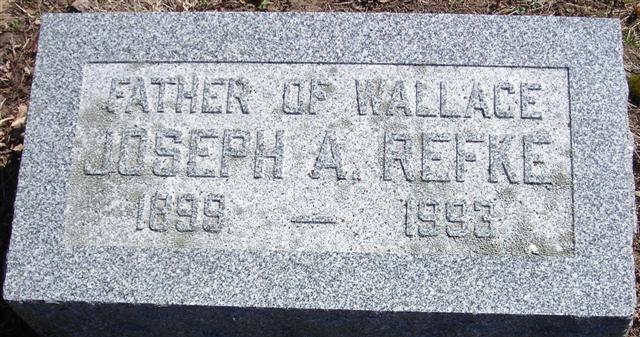 FATHER OF WALLACE
JOSEPH A. REFKE
1899 — 1993